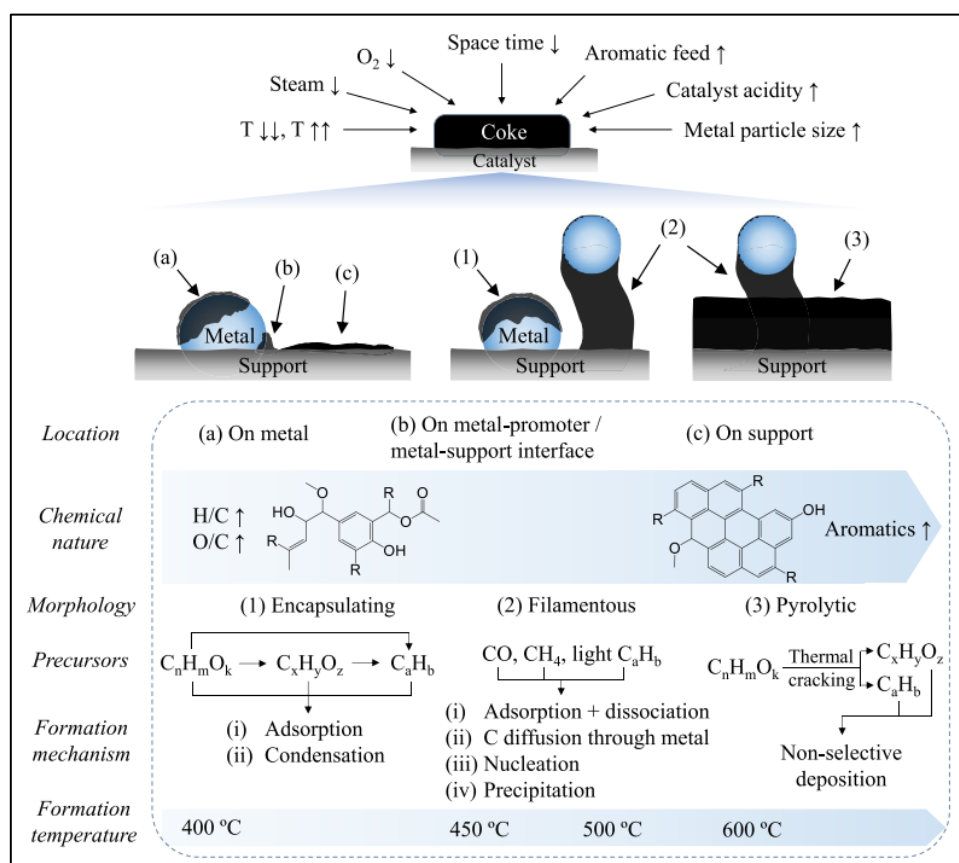 Space time ↓
O₂ ↓
Aromatic feed ↑
Steam ↓
Catalyst acidity ↑
T ↓↓, T ↑↑
Coke
Metal particle size ↑
Catalyst
(a)
(b)
(c)
(1)
(2)
(3)
Metal
Support
Metal
Support
Support
Location
(a) On metal
(b) On metal-promoter /
metal-support interface
(c) On support
Chemical
nature
H/C ↑
O/C ↑
HO
O
R
R
O
O
OH
R
R
R
OH
O
R
Aromatics ↑
Morphology
(1) Encapsulating
(2) Filamentous
(3) Pyrolytic
Precursors
CₙHₘOₖ → CₓHᵧO_z → CₐH_b
CO, CH₄, light CₐH_b
CₙHₘOₖ
Thermal
cracking
CₓHᵧO_z
CₐH_b
Formation
mechanism
(i) Adsorption
(ii) Condensation
(i) Adsorption + dissociation
(ii) C diffusion through metal
(iii) Nucleation
(iv) Precipitation
Non-selective
deposition
Formation
temperature
400 ºC
450 ºC
500 ºC
600 ºC